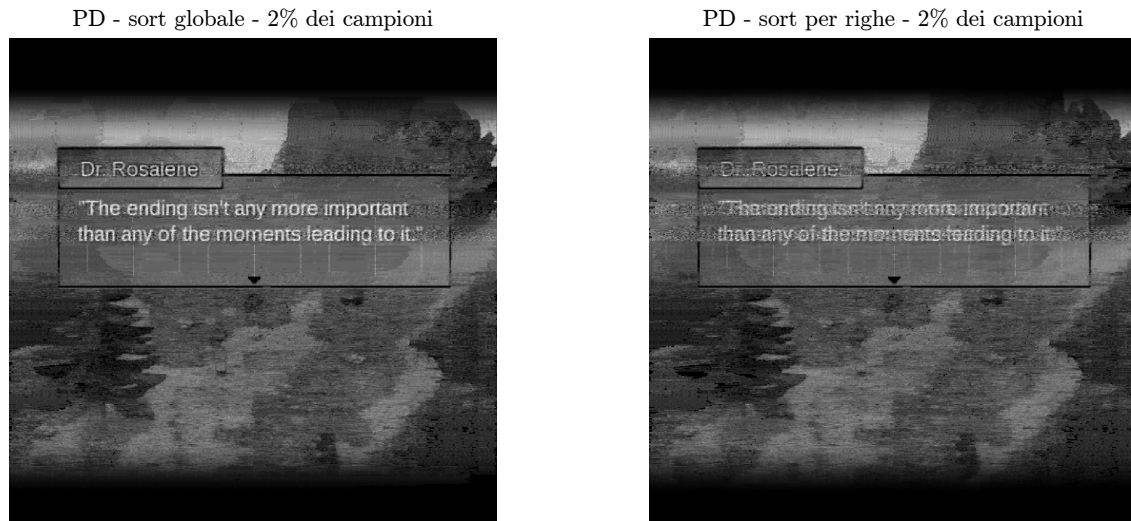 PD - sort globale - 2% dei campioni
Dr. Rosalene
"The ending isn't any more important
than any of the moments leading to it."
PD - sort per righe - 2% dei campioni
Dr. Rosalene
"The ending isn't any more important
than any of the moments leading to it."